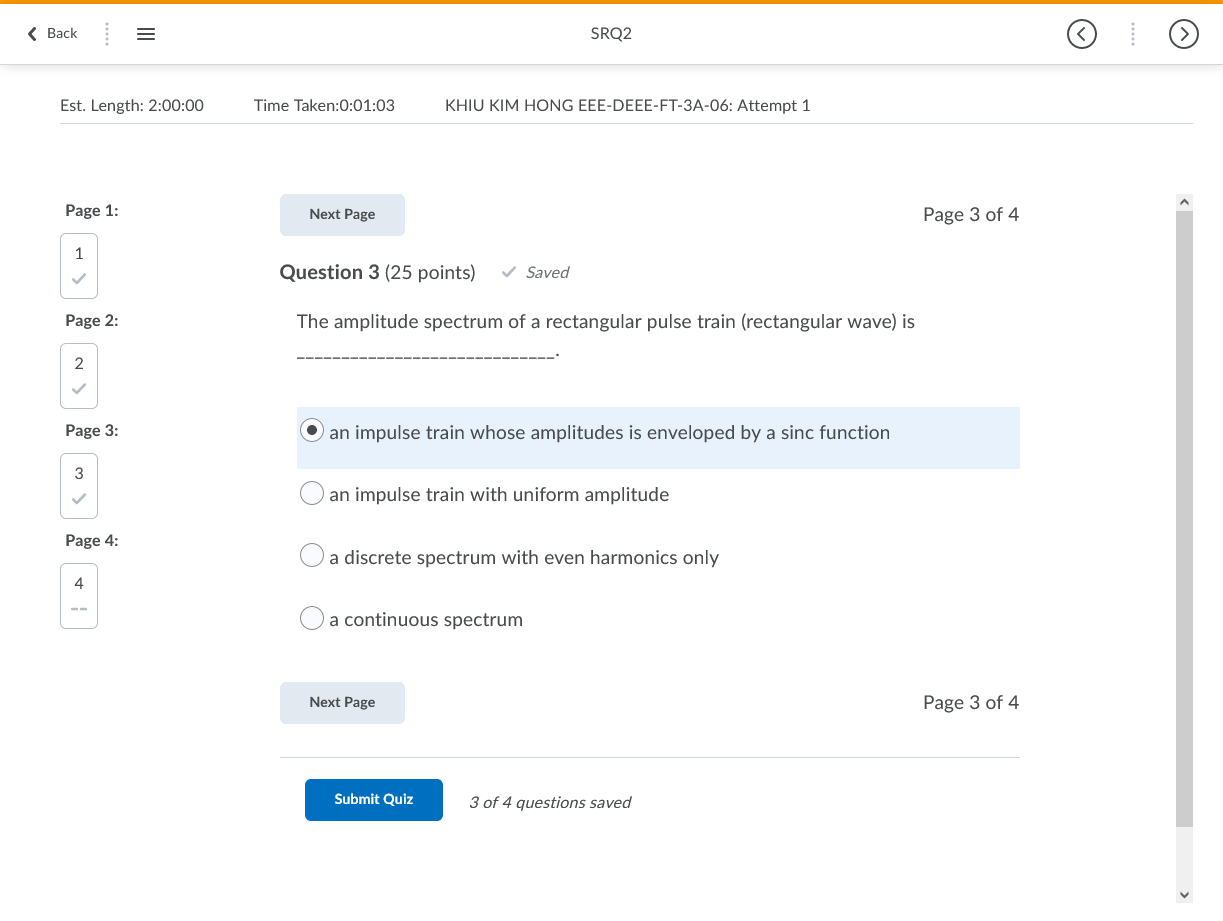 Back
SRQ2
Est. Length: 2:00:00 Time Taken:0:01:03 KHIU KIM HONG EEE-DEEE-FT-3A-06: Attempt 1
Page 1:
1
Page 2:
2
Page 3:
3
Page 4:
4
--
Next Page Page 3 of 4
Question 3 (25 points) Saved
The amplitude spectrum of a rectangular pulse train (rectangular wave) is
_____________________________.
an impulse train whose amplitudes is enveloped by a sinc function
an impulse train with uniform amplitude
a discrete spectrum with even harmonics only
a continuous spectrum
Next Page Page 3 of 4
Submit Quiz 3 of 4 questions saved